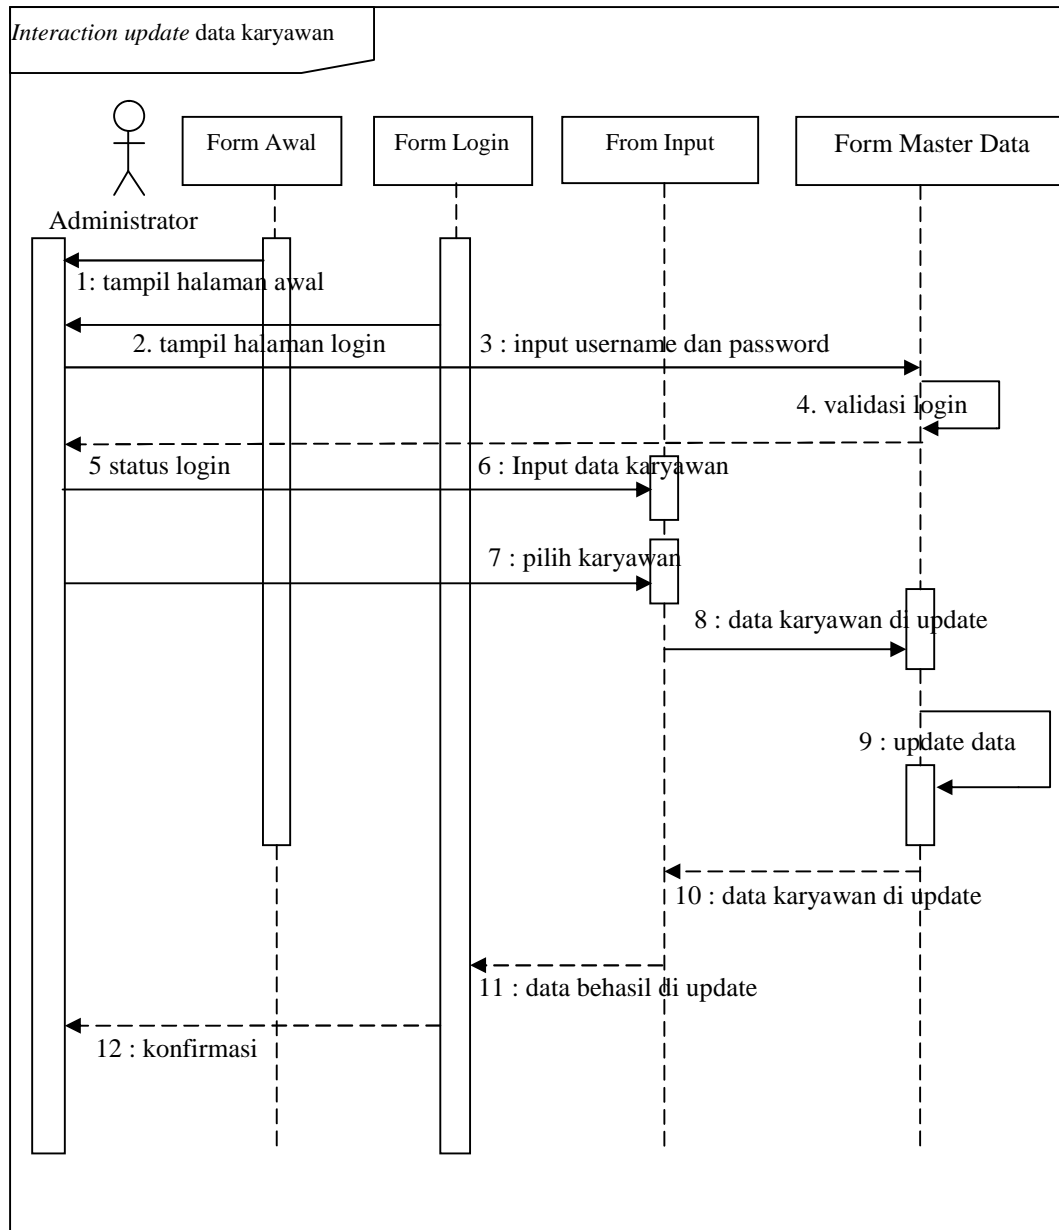 Interaction update data karyawan
Form Awal
Form Login
From Input
Form Master Data
Administrator
1: tampil halaman awal
2. tampil halaman login
3 : input username dan password
4. validasi login
5 status login
6 : Input data karyawan
7 : pilih karyawan
8 : data karyawan di update
9 : update data
10 : data karyawan di update
11 : data behasil di update
12 : konfirmasi